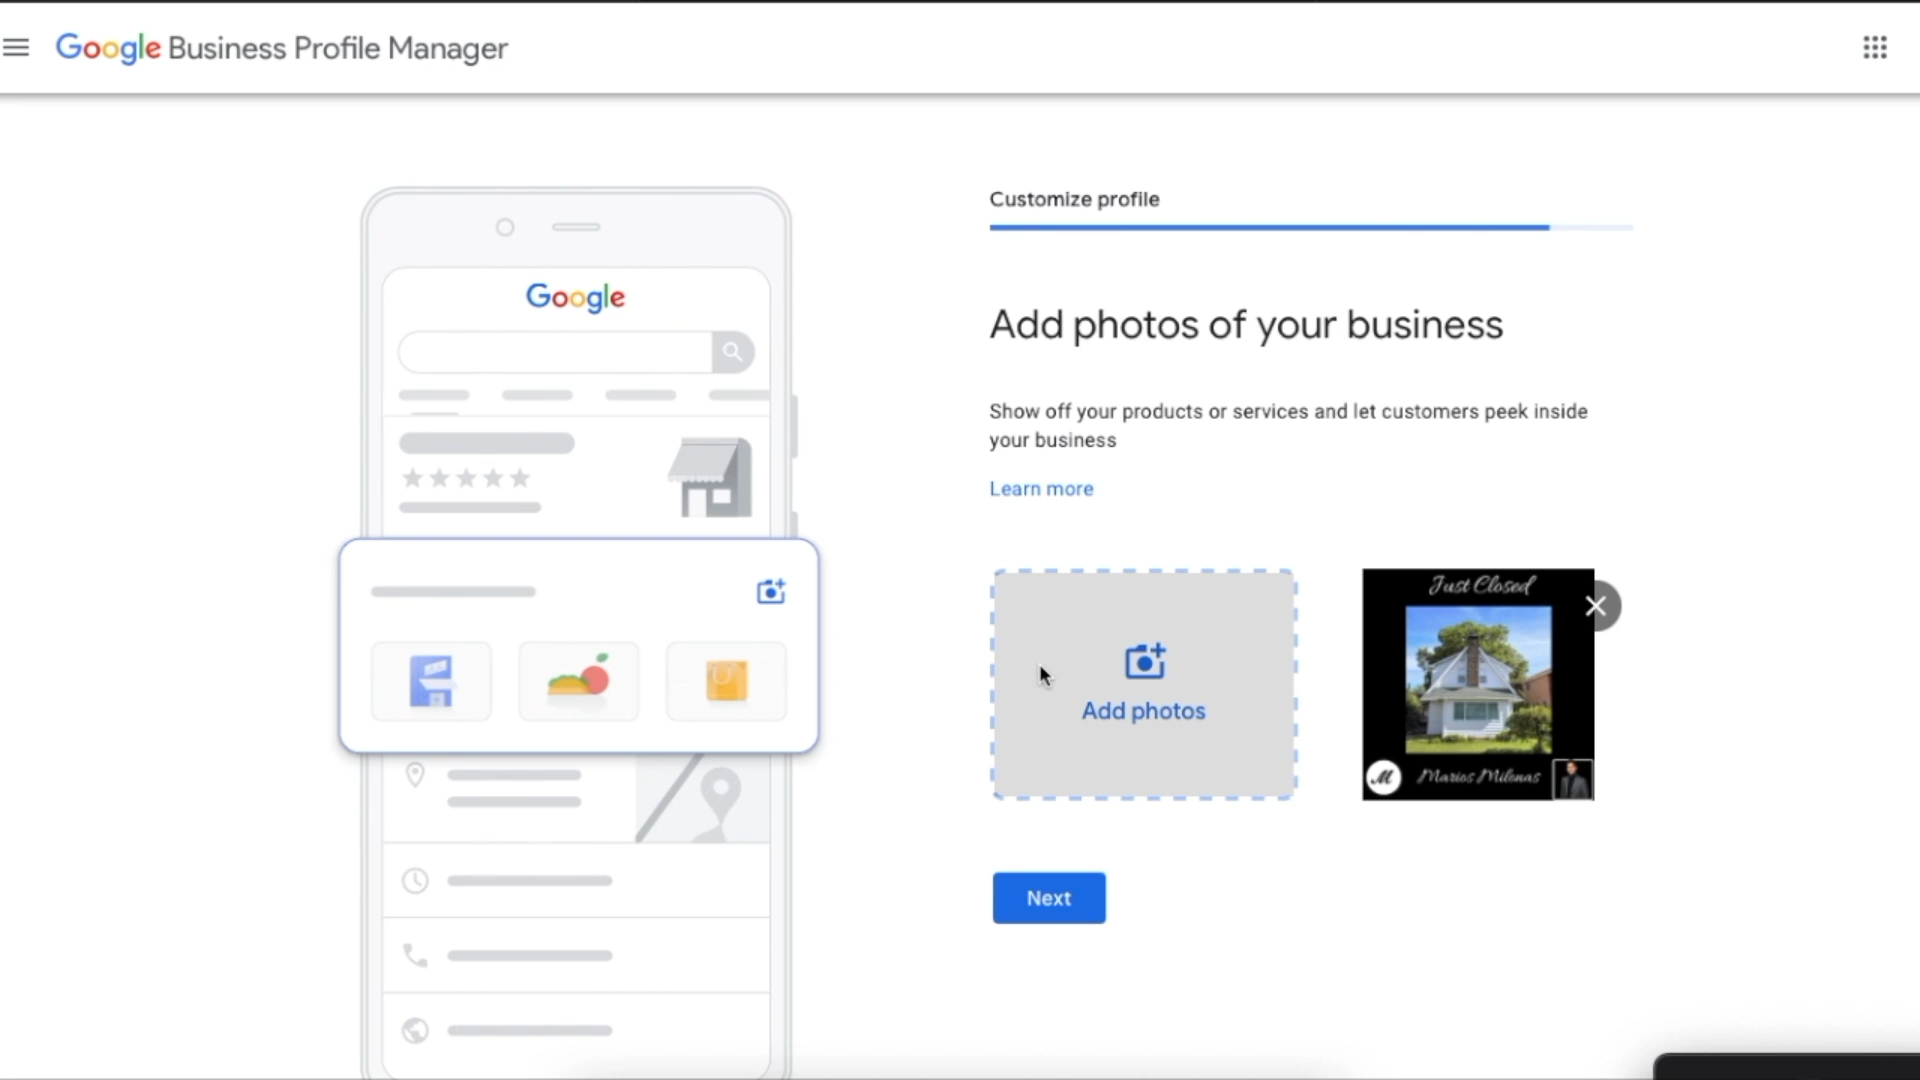 Google Business Profile Manager
Google
Customize profile
Add photos of your business
Show off your products or services and let customers peek inside
your business
Learn more
Add photos
Just Closed
M
Marios Milonas
Next